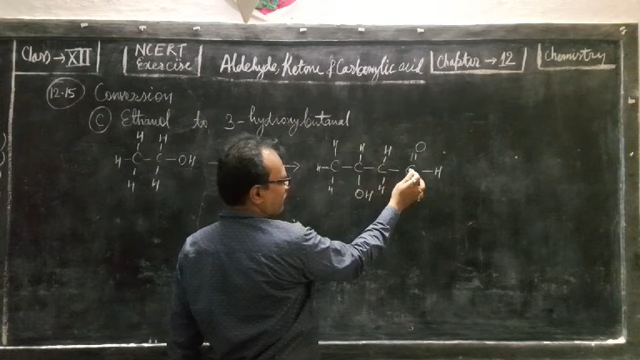 Class → XII NCERT Exercise Aldehyde, Ketone & Carboxylic acid Chapter → 12 Chemistry
12.15 Conversion
C Ethanol to 3-hydroxybutanal
H H H H H O
H-C-C-OH → H-C-C-C-C-H
H H H OH H